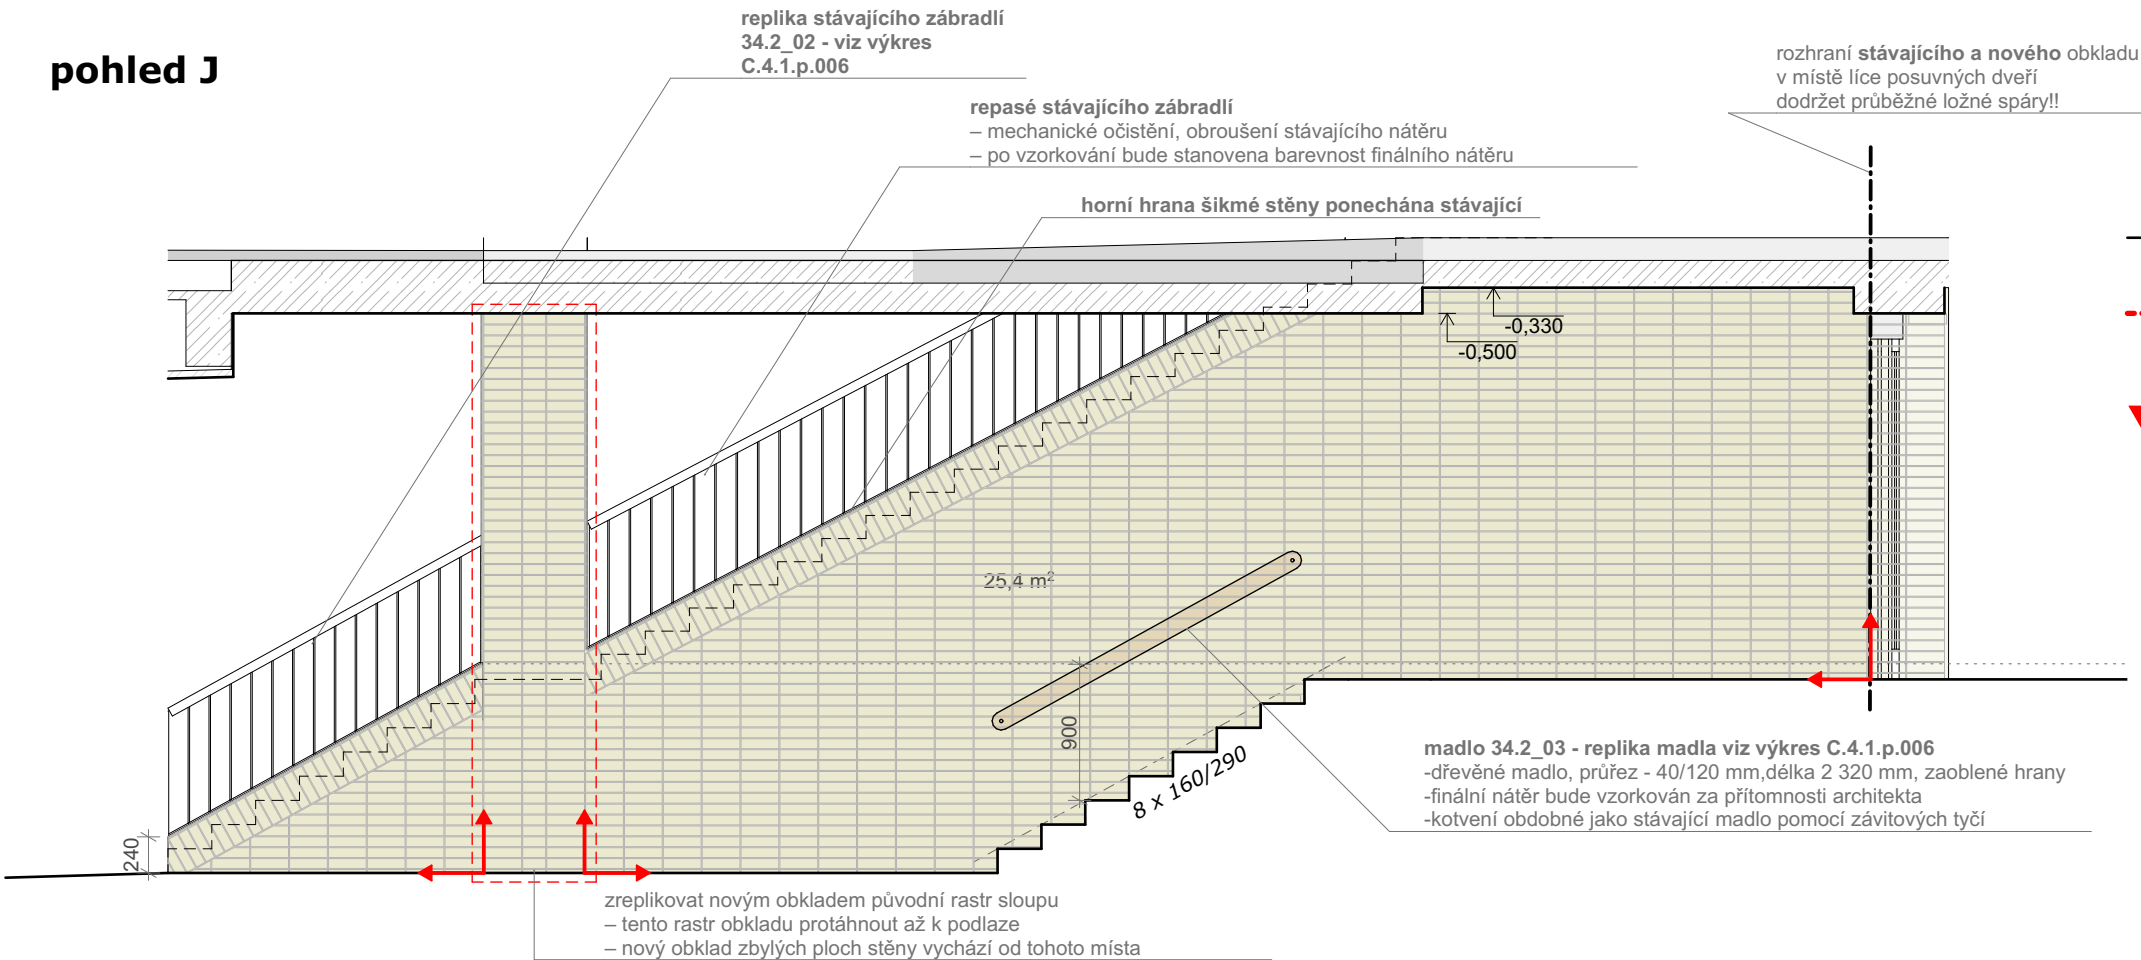 pohled J
replika stávajícího zábradlí
34.2_02 - viz výkres
C.4.1.p.006
rozhraní stávajícího a nového obkladu
v místě líce posuvných dveří
dodržet průběžné ložné spáry!!
repasé stávajícího zábradlí
– mechanické očistění, obroušení stávajícího nátěru
– po vzorkování bude stanovena barevnost finálního nátěru
horní hrana šikmé stěny ponechána stávající
-0,330
-0,500
25,4 m²
900
8 x 160/290
madlo 34.2_03 - replika madla viz výkres C.4.1.p.006
-dřevěné madlo, průřez - 40/120 mm,délka 2 320 mm, zaoblené hrany
-finální nátěr bude vzorkován za přítomnosti architekta
-kotvení obdobné jako stávající madlo pomocí závitových tyčí
240
zreplikovat novým obkladem původní rastr sloupu
– tento rastr obkladu protáhnout až k podlaze
– nový obklad zbylých ploch stěny vychází od tohoto místa